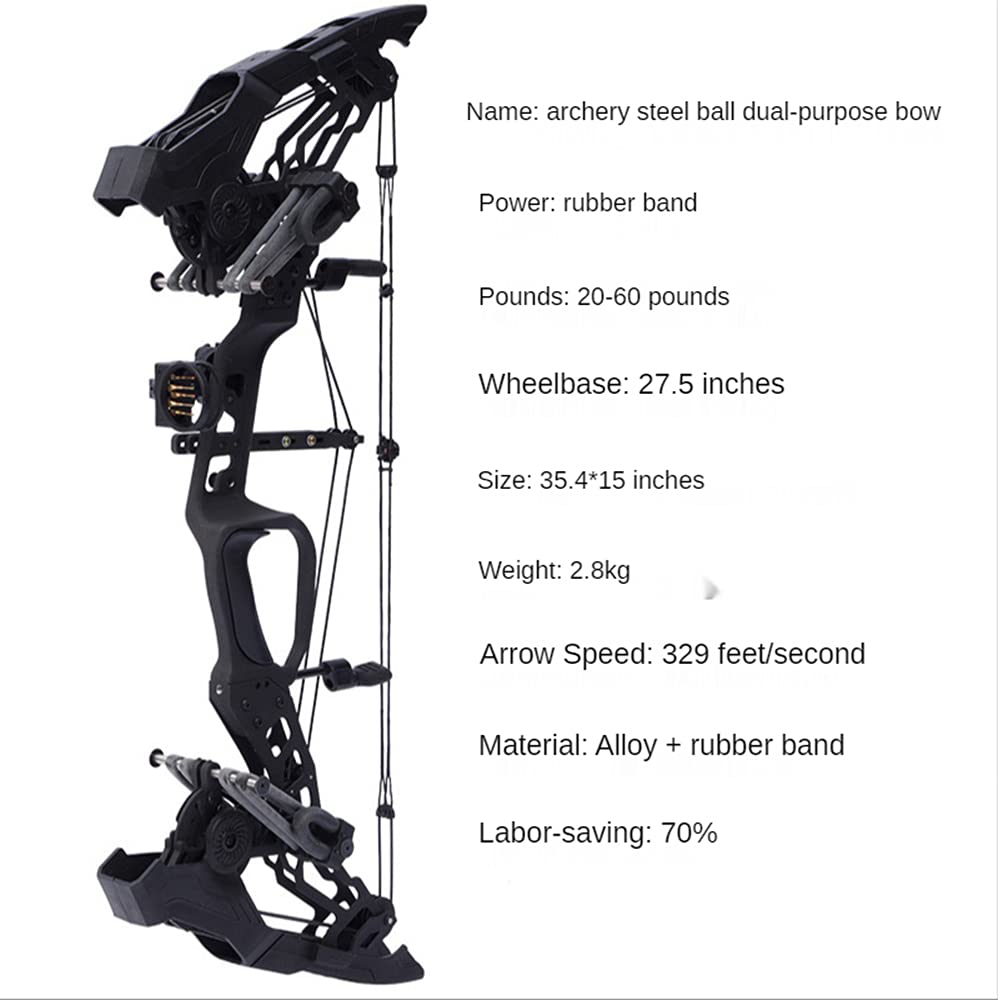 Name: archery steel ball dual-purpose bow
Power: rubber band
Pounds: 20-60 pounds
Wheelbase: 27.5 inches
Size: 35.4*15 inches
Weight: 2.8kg
Arrow Speed: 329 feet/second
Material: Alloy + rubber band
Labor-saving: 70%